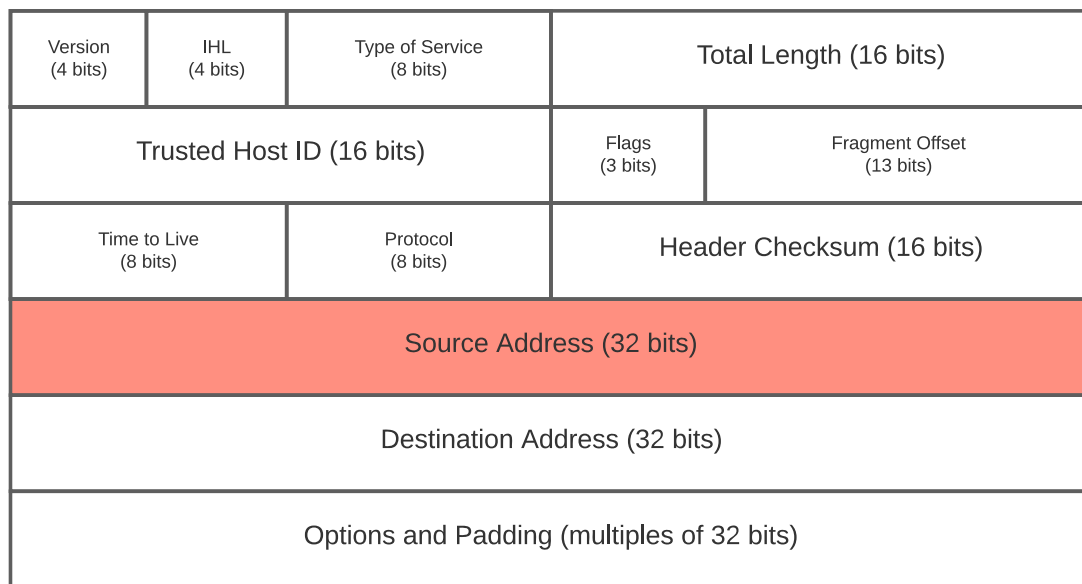 Version
(4 bits)
IHL
(4 bits)
Type of Service
(8 bits)
Total Length (16 bits)
Trusted Host ID (16 bits)
Flags
(3 bits)
Fragment Offset
(13 bits)
Time to Live
(8 bits)
Protocol
(8 bits)
Header Checksum (16 bits)
Source Address (32 bits)
Destination Address (32 bits)
Options and Padding (multiples of 32 bits)